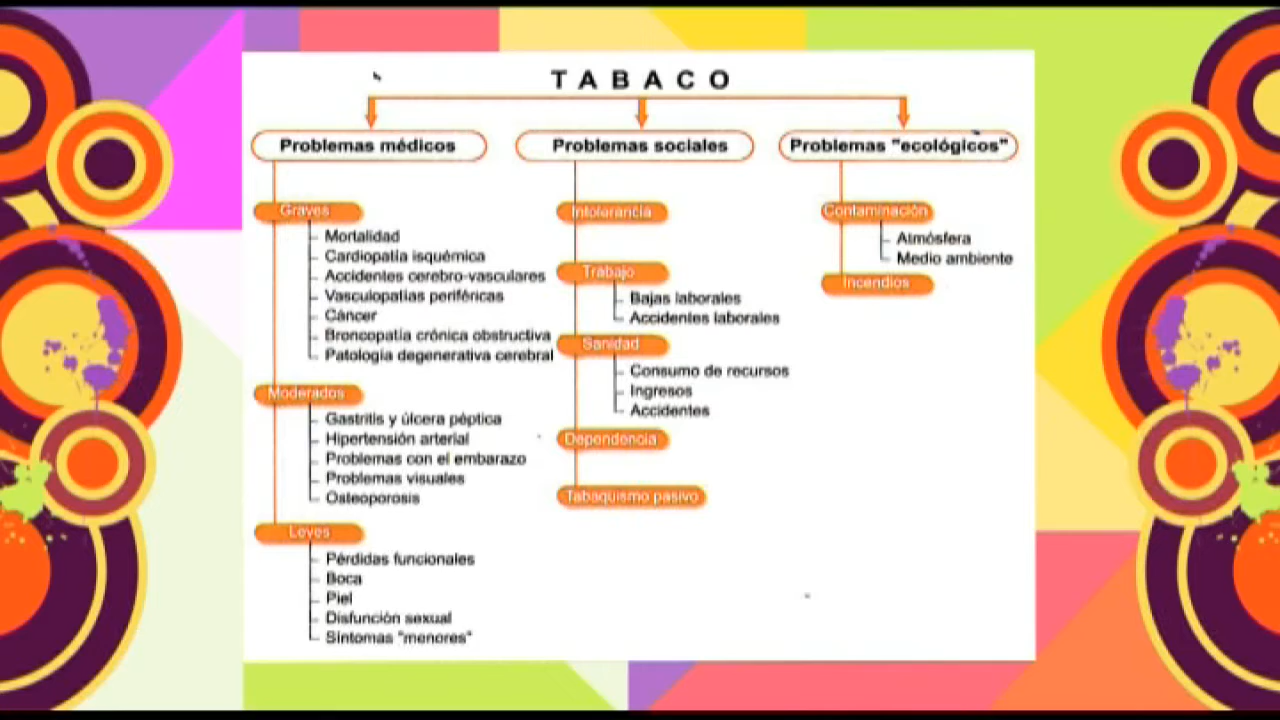 TABACO
Problemas médicos
Graves
Mortalidad
Cardiopatía isquémica
Accidentes cerebro-vasculares
Vasculopatías periféricas
Cáncer
Broncopatía crónica obstructiva
Patología degenerativa cerebral
Moderados
Gastritis y úlcera péptica
Hipertensión arterial
Problemas con el embarazo
Problemas visuales
Osteoporosis
Leves
Pérdidas funcionales
Boca
Piel
Disfunción sexual
Síntomas "menores"
Problemas sociales
Intolerancia
Trabajo
Bajas laborales
Accidentes laborales
Sanidad
Consumo de recursos
Ingresos
Accidentes
Dependencia
Tabaquismo pasivo
Problemas "ecológicos"
Contaminación
Atmósfera
Medio ambiente
Incendios